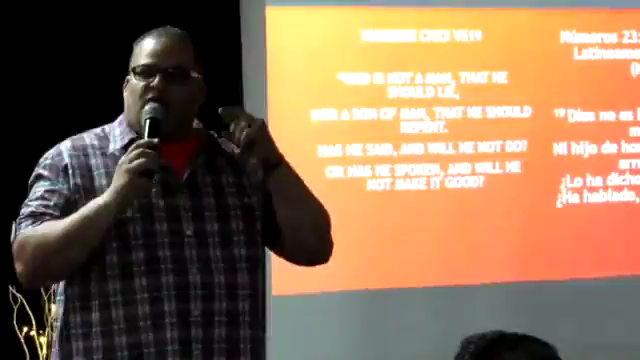 "GOD IS NOT A MAN, THAT HE
SHOULD LIE,
NOR A SON OF MAN, THAT HE SHOULD
REPENT.
HAS HE SAID, AND WILL HE NOT DO?
OR HAS HE SPOKEN, AND WILL HE
NOT MAKE IT GOOD?
Números 23:
Latinoame
19 Dios no es
Ni hijo de ho
¿Lo ha dicho
¿Ha hablado,